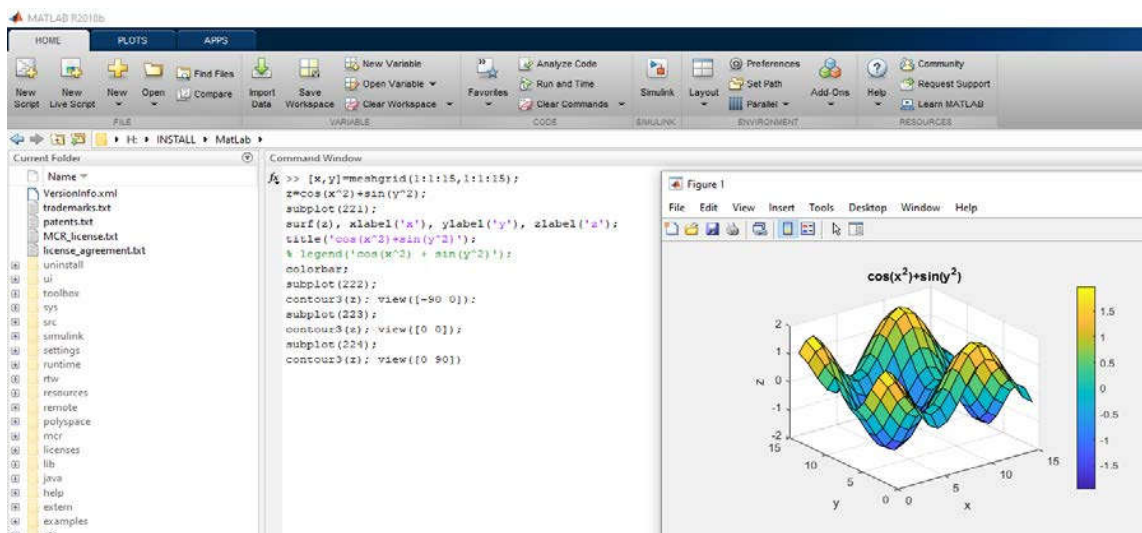 MATLAB R2018b
HOME PLOTS APPS
New Script
New Live Script
New
Open
Find Files
Compare
Import Data
Save Workspace
New Variable
Open Variable
Clear Workspace
Favorites
Analyze Code
Run and Time
Clear Commands
Simulink
Layout
Preferences
Set Path
Parallel
Add-Ons
Help
Community
Request Support
Learn MATLAB
FILE VARIABLE CODE SIMULINK ENVIRONMENT RESOURCES
H: INSTALL MatLab
Current Folder
Name
VersionInfo.xml
trademarks.txt
patents.txt
MCR_license.txt
license_agreement.txt
uninstall
ui
toolbox
sys
src
simulink
settings
runtime
rtw
resources
remote
polyspace
mcr
licenses
lib
java
help
extern
examples
Command Window
fx >> [x,y]=meshgrid(1:1:15,1:1:15);
z=cos(x^2)+sin(y^2);
subplot(221);
surf(z), xlabel('x'), ylabel('y'), zlabel('z');
title('cos(x^2)+sin(y^2)');
% legend('cos(x^2) + sin(y^2)');
colorbar;
subplot(222);
contour3(z); view([-90 0]);
subplot(223);
contour3(z); view([0 0]);
subplot(224);
contour3(z); view([0 90])
Figure 1
File Edit View Insert Tools Desktop Window Help
cos(x²)+sin(y²)
2
1
0
-1
-2
z
15
10
5
0
y
0
5
10
15
x
1.5
1
0.5
0
-0.5
-1
-1.5